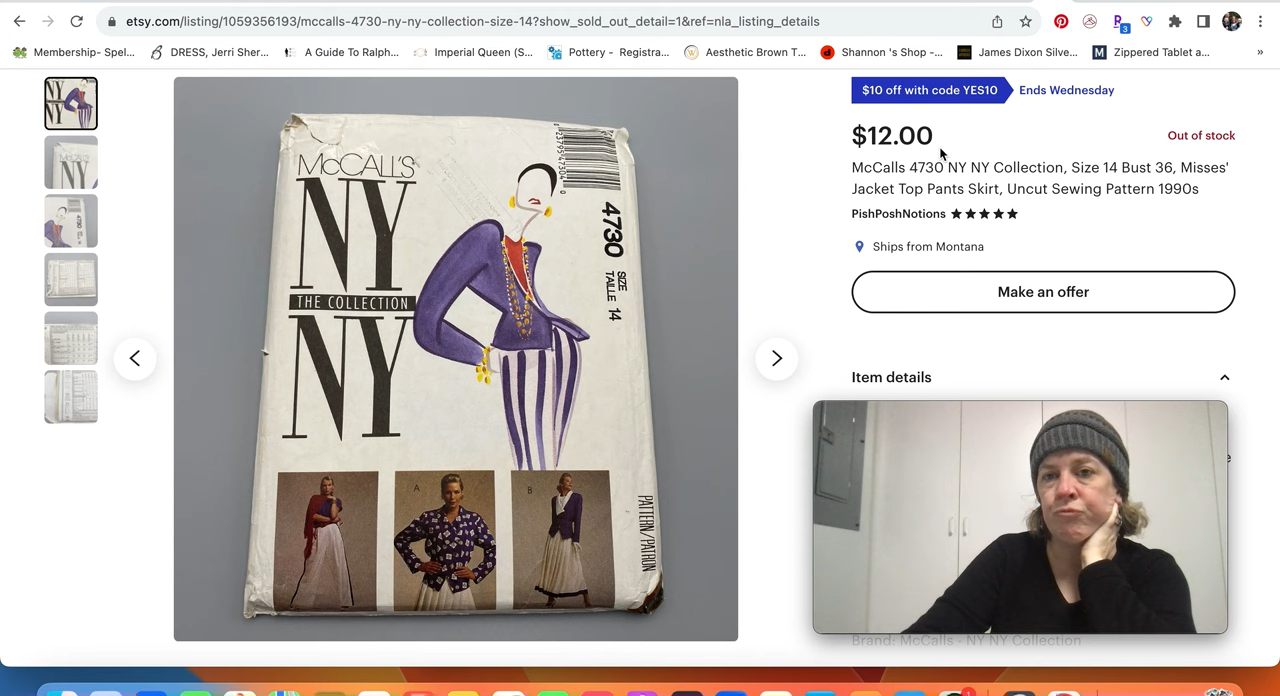 etsy.com/listing/1059356193/mccalls-4730-ny-ny-collection-size-14?show_sold_out_detail=1&ref=nla_listing_details
3
Membership- Spel...
DRESS, Jerri Sher...
A Guide To Ralph...
Imperial Queen (S...
Pottery - Registra...
Aesthetic Brown T...
Shannon 's Shop -...
James Dixon Silve...
M
Zippered Tablet a...
»
$10 off with code YES10
Ends Wednesday
$12.00
Out of stock
McCalls 4730 NY NY Collection, Size 14 Bust 36, Misses'
Jacket Top Pants Skirt, Uncut Sewing Pattern 1990s
PishPoshNotions
Ships from Montana
Make an offer
Item details
Brand: McCalls - NY NY Collection
McCALL'S
NY
THE COLLECTION
NY
4730
SIZE
TAILLE 14
A
B
PATTERN/PATRON